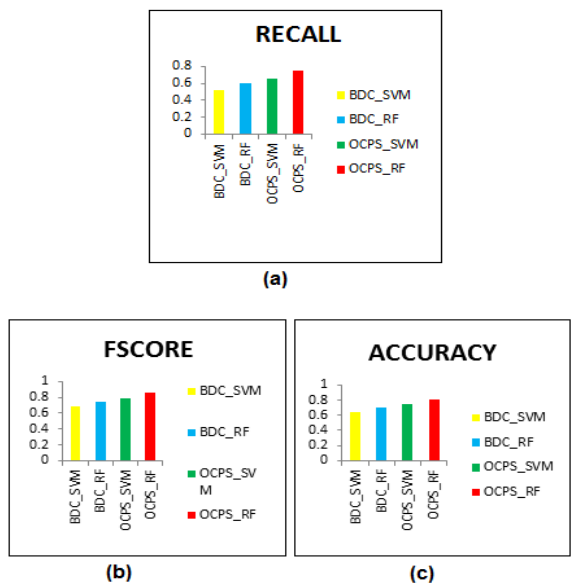 RECALL
0.8
0.6
0.4
0.2
0
BDC_SVM
BDC_RF
OCPS_SVM
OCPS_RF
BDC_SVM
BDC_RF
OCPS_SVM
OCPS_RF
(a)
FSCORE
1
0.8
0.6
0.4
0.2
0
BDC_SVM
BDC_RF
OCPS_SVM
OCPS_RF
BDC_SVM
BDC_RF
OCPS_SV
M
OCPS_RF
(b)
ACCURACY
1
0.8
0.6
0.4
0.2
0
BDC_SVM
BDC_RF
OCPS_SVM
OCPS_RF
BDC_SVM
BDC_RF
OCPS_SVM
OCPS_RF
(c)